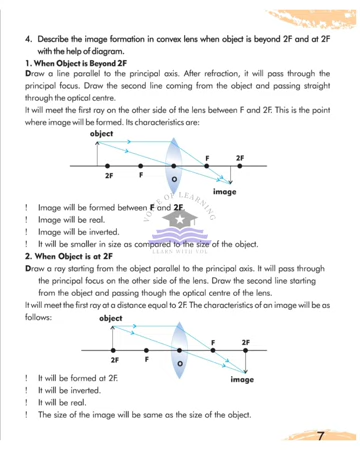 4. Describe the image formation in convex lens when object is beyond 2F and at 2F
with the help of diagram.
1. When Object is Beyond 2F
Draw a line parallel to the principal axis. After refraction, it will pass through the
principal focus. Draw the second line coming from the object and passing straight
through the optical centre.
It will meet the first ray on the other side of the lens between F and 2F. This is the point
where image will be formed. Its characteristics are:
object
F 2F
2F F O
image
! Image will be formed between F and 2F.
! Image will be real.
! Image will be inverted.
! It will be smaller in size as compared to the size of the object.
VOICE OF LEARNING
LEARN WITH YOU
2. When Object is at 2F
Draw a ray starting from the object parallel to the principal axis. It will pass through
the principal focus on the other side of the lens. Draw the second line starting
from the object and passing though the optical centre of the lens.
It will meet the first ray at a distance equal to 2F. The characteristics of an image will be as
follows:
object
F 2F
2F F O
image
! It will be formed at 2F.
! It will be inverted.
! It will be real.
! The size of the image will be same as the size of the object.
7